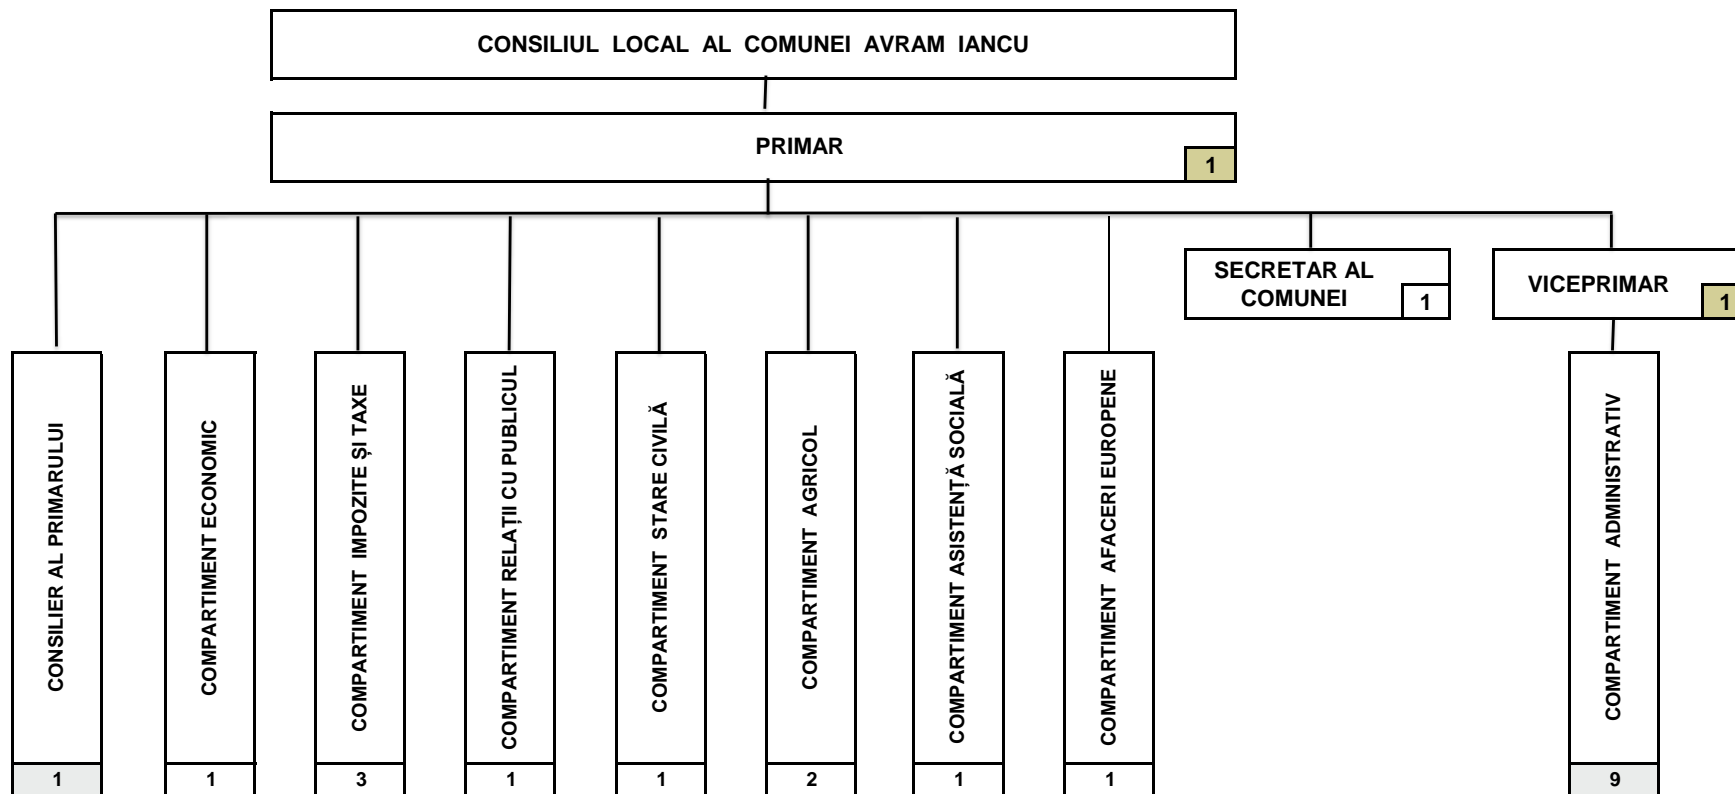 CONSILIUL LOCAL AL COMUNEI AVRAM IANCU
PRIMAR
1
SECRETAR AL
COMUNEI
1
VICEPRIMAR
1
CONSILIER AL PRIMARULUI
1
COMPARTIMENT ECONOMIC
1
COMPARTIMENT IMPOZITE ȘI TAXE
3
COMPARTIMENT RELAȚII CU PUBLICUL
1
COMPARTIMENT STARE CIVILĂ
1
COMPARTIMENT AGRICOL
2
COMPARTIMENT ASISTENȚĂ SOCIALĂ
1
COMPARTIMENT AFACERI EUROPENE
1
COMPARTIMENT ADMINISTRATIV
9